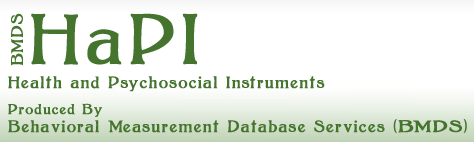 BMDS HaPI
Health and Psychosocial Instruments
Produced By
Behavioral Measurement Database Services (BMDS)